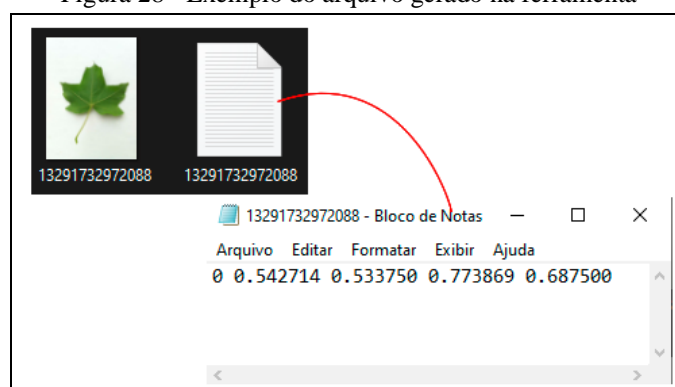 Figura 28 - Exemplo do arquivo gerado na ferramenta
13291732972088 13291732972088
13291732972088 - Bloco de Notas
Arquivo Editar Formatar Exibir Ajuda
0 0.542714 0.533750 0.773869 0.687500